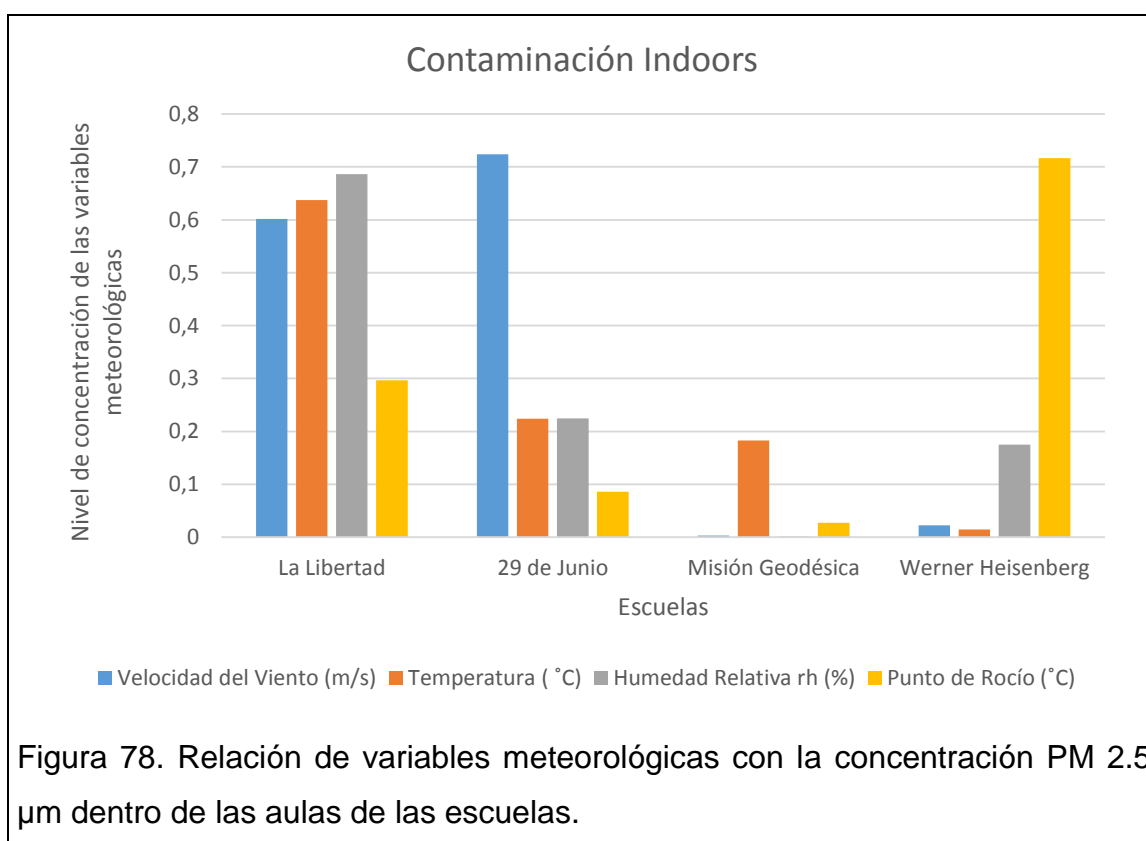 Contaminación Indoors
Nivel de concentración de las variables
meteorológicas
0,8
0,7
0,6
0,5
0,4
0,3
0,2
0,1
0
La Libertad
29 de Junio
Misión Geodésica
Werner Heisenberg
Escuelas
Velocidad del Viento (m/s)
Temperatura ( ˚C)
Humedad Relativa rh (%)
Punto de Rocío (˚C)
Figura 78. Relación de variables meteorológicas con la concentración PM 2.5
µm dentro de las aulas de las escuelas.